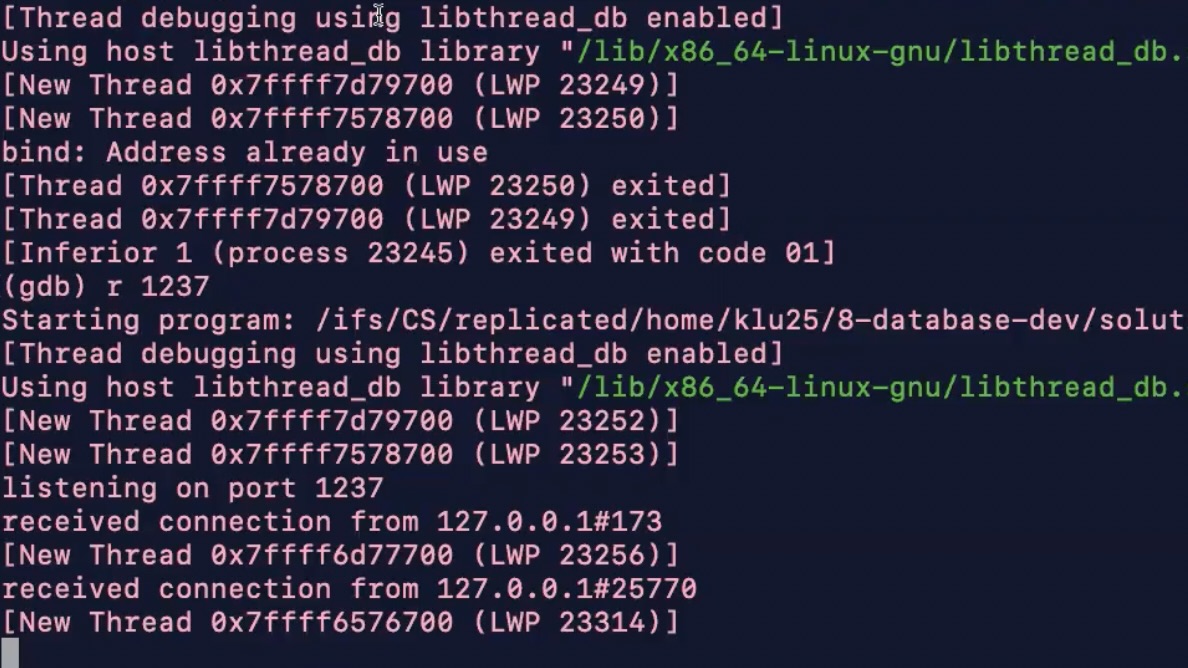 [Thread debugging using libthread_db enabled]
Using host libthread_db library "/lib/x86_64-linux-gnu/libthread_db.
[New Thread 0x7ffff7d79700 (LWP 23249)]
[New Thread 0x7ffff7578700 (LWP 23250)]
bind: Address already in use
[Thread 0x7ffff7578700 (LWP 23250) exited]
[Thread 0x7ffff7d79700 (LWP 23249) exited]
[Inferior 1 (process 23245) exited with code 01]
(gdb) r 1237
Starting program: /ifs/CS/replicated/home/klu25/8-database-dev/solut
[Thread debugging using libthread_db enabled]
Using host libthread_db library "/lib/x86_64-linux-gnu/libthread_db.
[New Thread 0x7ffff7d79700 (LWP 23252)]
[New Thread 0x7ffff7578700 (LWP 23253)]
listening on port 1237
received connection from 127.0.0.1#173
[New Thread 0x7ffff6d77700 (LWP 23256)]
received connection from 127.0.0.1#25770
[New Thread 0x7ffff6576700 (LWP 23314)]